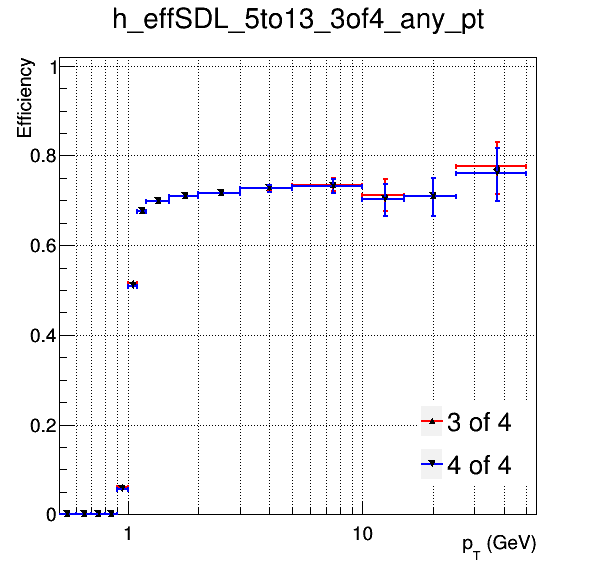 h_effSDL_5to13_3of4_any_pt
Efficiency
1
0.8
0.6
0.4
0.2
0
3 of 4
4 of 4
1
10
p_T (GeV)